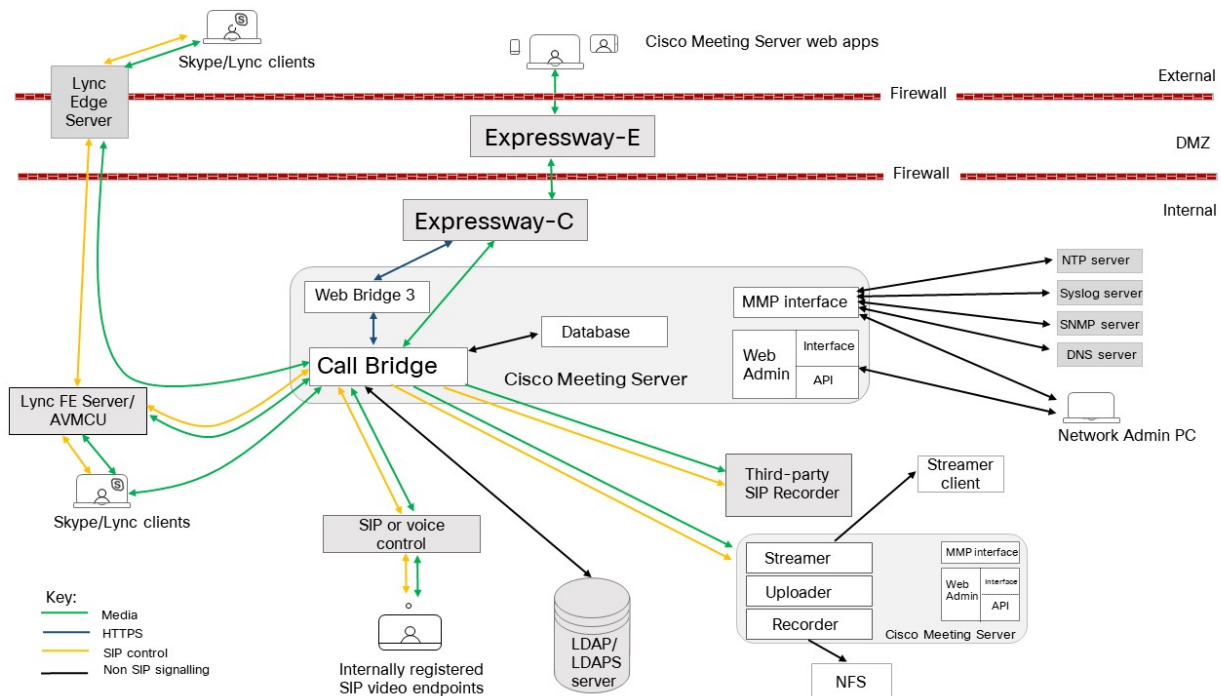 Skype/Lync clients
Cisco Meeting Server web apps
External
Lync
Edge
Server
Firewall
Expressway-E
DMZ
Firewall
Expressway-C
Internal
Web Bridge 3
MMP interface
NTP server
Syslog server
SNMP server
DNS server
Database
Call Bridge
Cisco Meeting Server
Web
Admin
Interface
API
Lync FE Server/
AVMCU
Network Admin PC
Skype/Lync clients
Third-party
SIP Recorder
Streamer
client
SIP or voice
control
Streamer
Uploader
Recorder
MMP interface
Web
Admin
Interface
API
Cisco Meeting Server
Key:
Media
HTTPS
SIP control
Non SIP signalling
Internally registered
SIP video endpoints
LDAP/
LDAPS
server
NFS